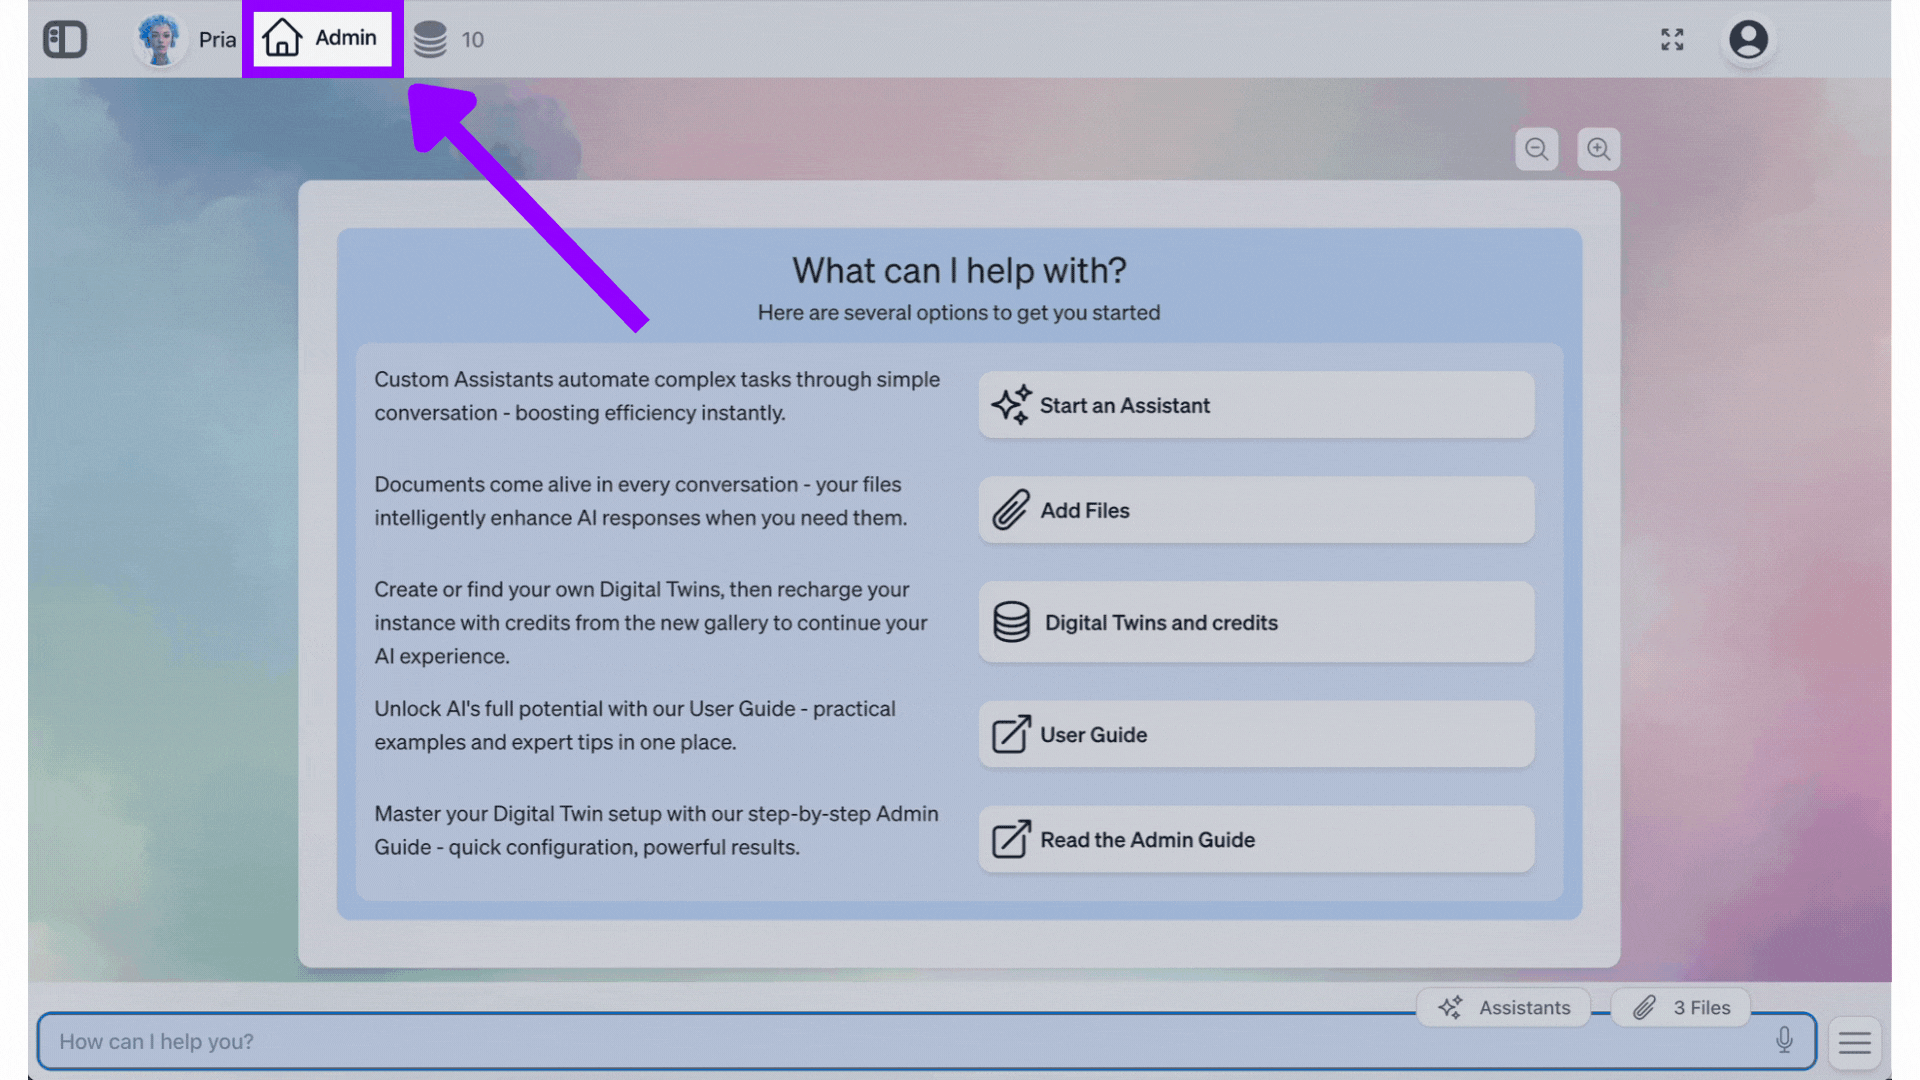 Pria
Admin
10
What can I help with?
Here are several options to get you started
Custom Assistants automate complex tasks through simple
conversation - boosting efficiency instantly.
Start an Assistant
Documents come alive in every conversation - your files
intelligently enhance AI responses when you need them.
Add Files
Create or find your own Digital Twins, then recharge your
instance with credits from the new gallery to continue your
AI experience.
Digital Twins and credits
Unlock AI's full potential with our User Guide - practical
examples and expert tips in one place.
User Guide
Master your Digital Twin setup with our step-by-step Admin
Guide - quick configuration, powerful results.
Read the Admin Guide
Assistants
3 Files
How can I help you?